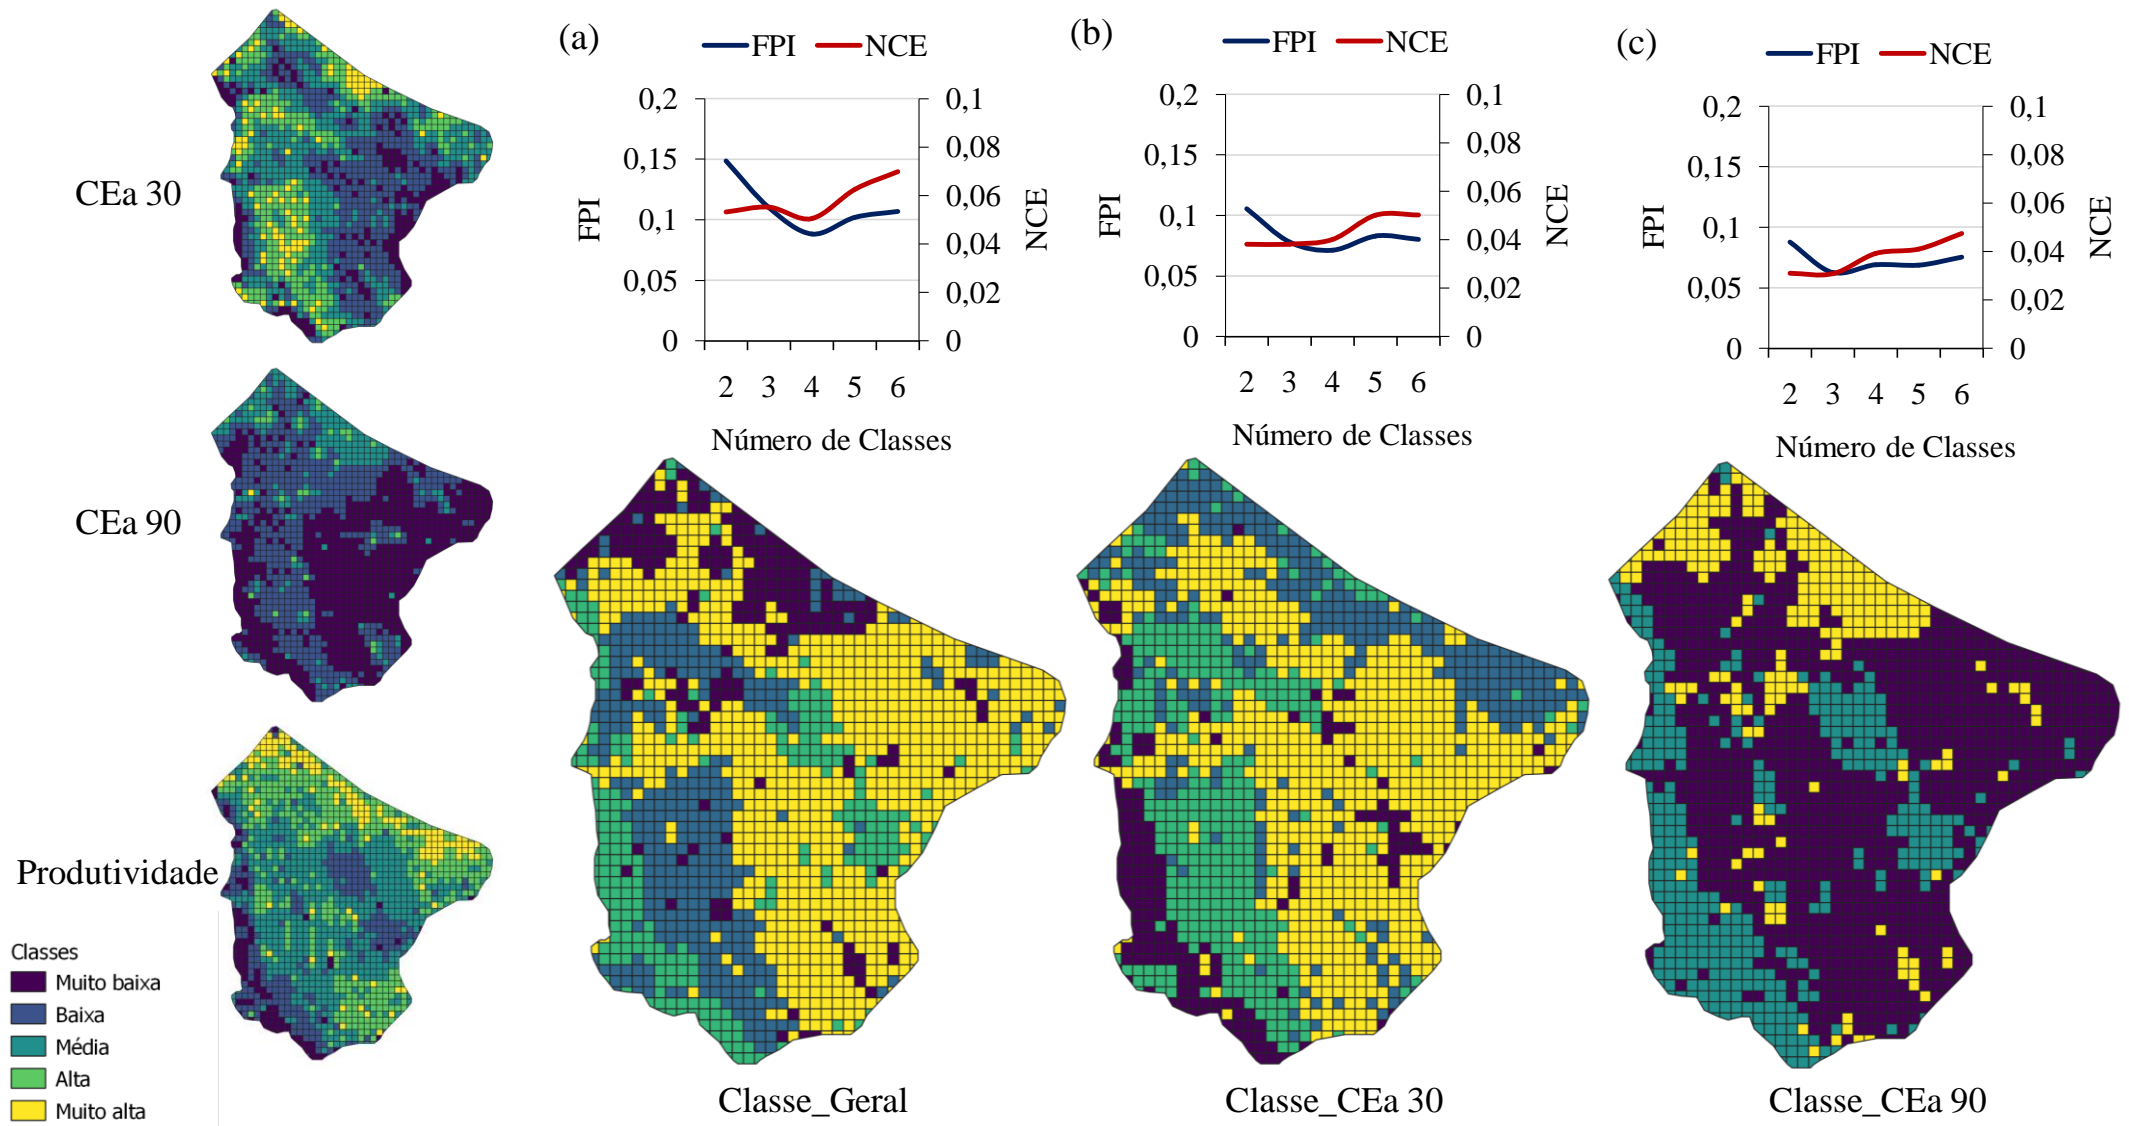 CEa 30
CEa 90
Produtividade
Classes
Muito baixa
Baixa
Média
Alta
Muito alta
(a)
FPI NCE
0,2
0,15
0,1
0,05
0
FPI
0,1
0,08
0,06
0,04
0,02
0
NCE
2 3 4 5 6
Número de Classes
Classe_Geral
(b)
FPI NCE
0,2
0,15
0,1
0,05
0
FPI
0,1
0,08
0,06
0,04
0,02
0
NCE
2 3 4 5 6
Número de Classes
Classe_CEa 30
(c)
FPI NCE
0,2
0,15
0,1
0,05
0
FPI
0,1
0,08
0,06
0,04
0,02
0
NCE
2 3 4 5 6
Número de Classes
Classe_CEa 90